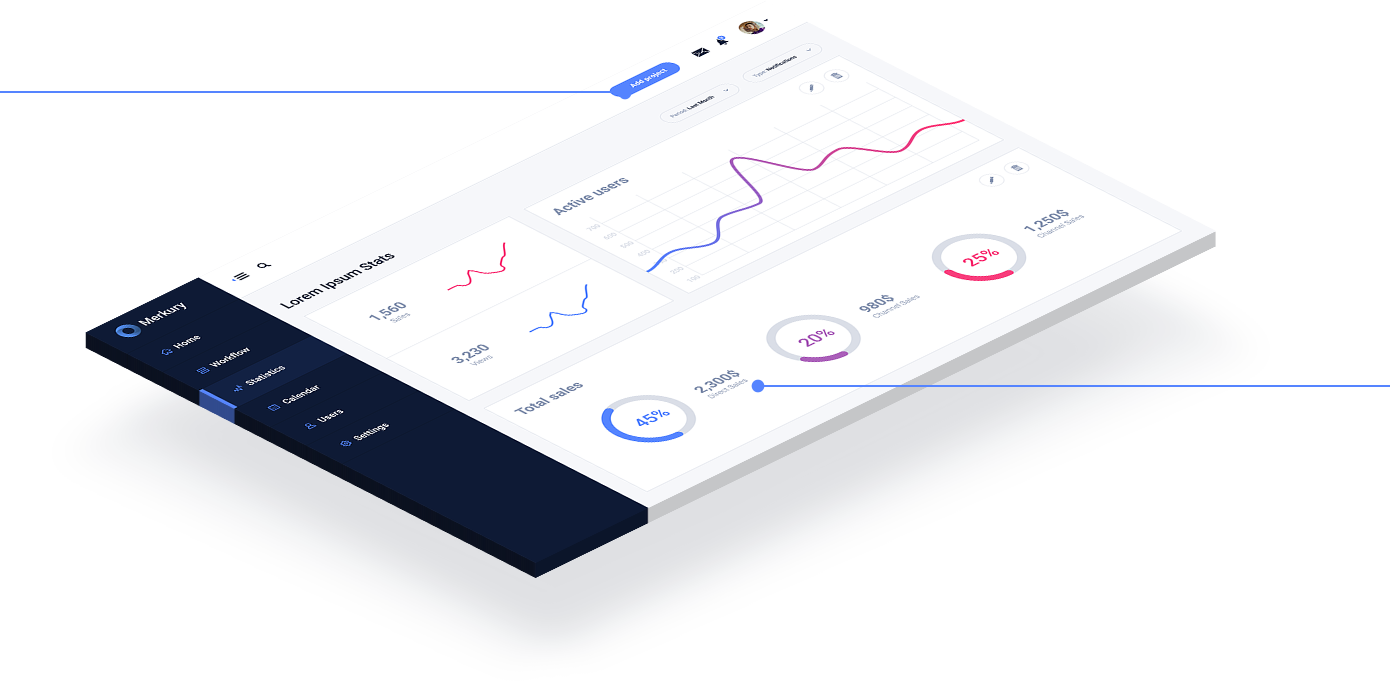 Merkury
Home
Workflow
Statistics
Calendar
Users
Settings
Add project
Lorem Ipsum Stats
Period: Last Month
Type: Notifications
1,560
Sales
3,230
Views
Active users
700
600
500
400
200
100
Total sales
45%
2,300$
Direct Sales
20%
980$
Channel Sales
25%
1,250$
Channel Sales